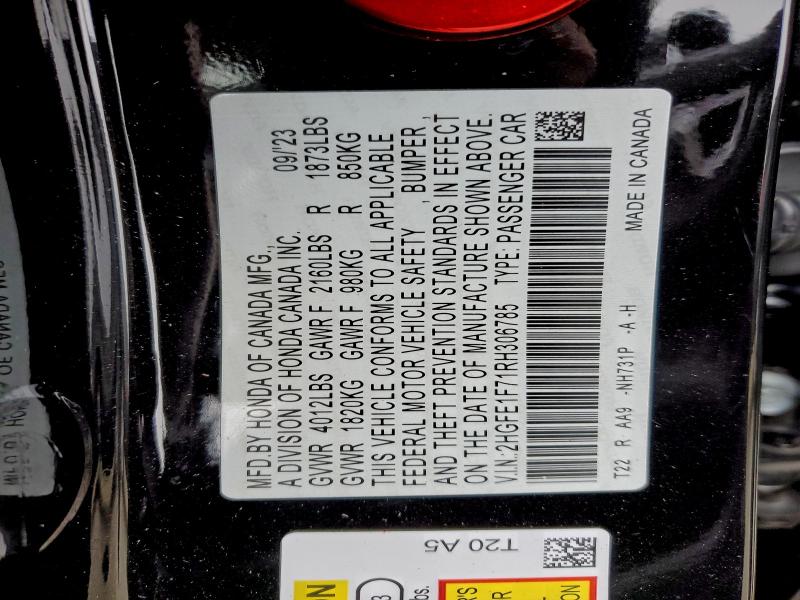 MFD.BY HONDA OF CANADA MFG.,
A DIVISION OF HONDA CANADA INC. 09/'23
GVWR 4012LBS GAWR F 2160LBS R 1873LBS
GVWR 1820KG GAWR F 980KG R 850KG
THIS VEHICLE CONFORMS TO ALL APPLICABLE
FEDERAL MOTOR VEHICLE SAFETY , BUMPER ,
AND THEFT PREVENTION STANDARDS IN EFFECT
ON THE DATE OF MANUFACTURE SHOWN ABOVE.
V.I.N.:2HGFE1F71RH306785 TYPE: PASSENGER CAR
T22 R AA9 -NH731P -A -H MADE IN CANADA
T20 A5